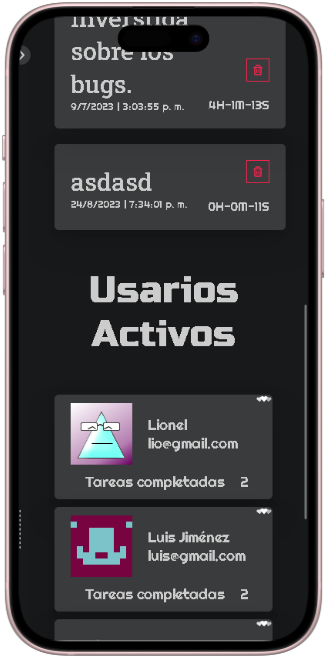 Investiga
sobre los
bugs.
9/7/2023 | 3:03:55 p. m.
4H-1M-13S
asdasd
24/8/2023 | 7:34:01 p. m.
0H-0M-11S
Usarios
Activos
Lionel
lio@gmail.com
Tareas completadas 2
Luis Jiménez
luis@gmail.com
Tareas completadas 2